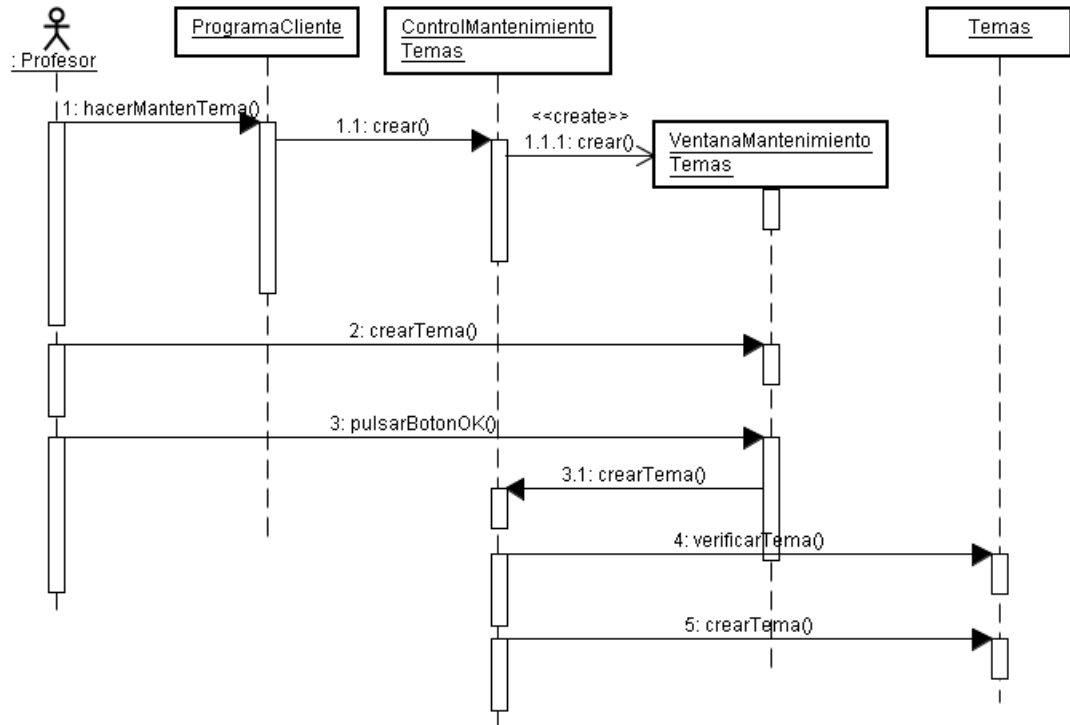 ProgramaCliente
ControlMantenimiento
Temas
Temas
: Profesor
1: hacerMantenTema()
1.1: crear()
<<create>>
1.1.1: crear()
VentanaMantenimiento
Temas
2: crearTema()
3: pulsarBotonOK()
3.1: crearTema()
4: verificarTema()
5: crearTema()